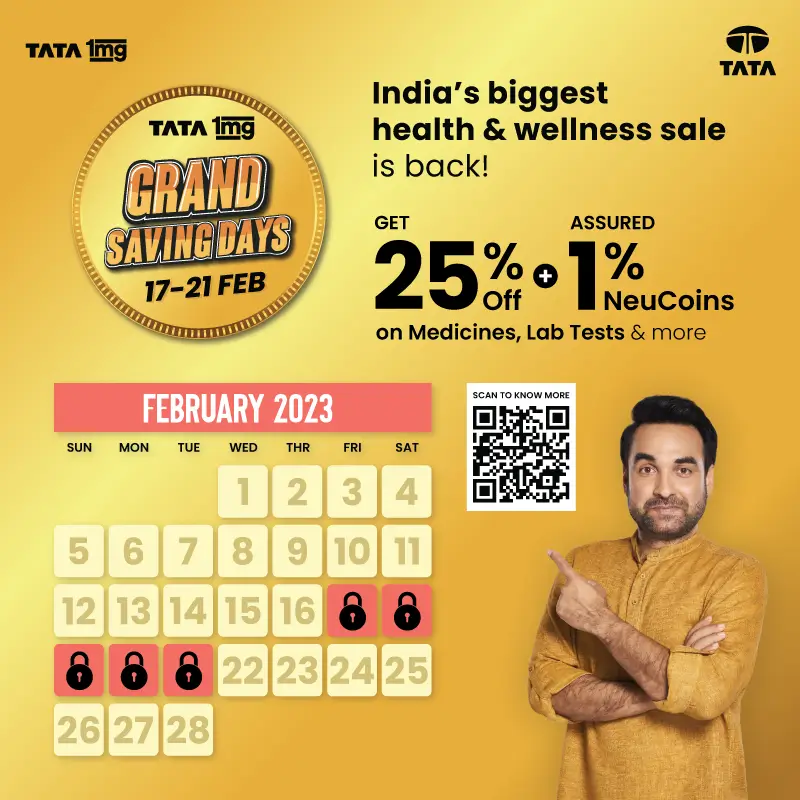 TATA 1mg
TATA
TATA 1mg
GRAND
SAVING DAYS
17-21 FEB
India's biggest
health & wellness sale
is back!
GET
25% Off
+
ASSURED
1% NeuCoins
on Medicines, Lab Tests & more
FEBRUARY 2023
SUN MON TUE WED THR FRI SAT
1 2 3 4
5 6 7 8 9 10 11
12 13 14 15 16
22 23 24 25
26 27 28
SCAN TO KNOW MORE